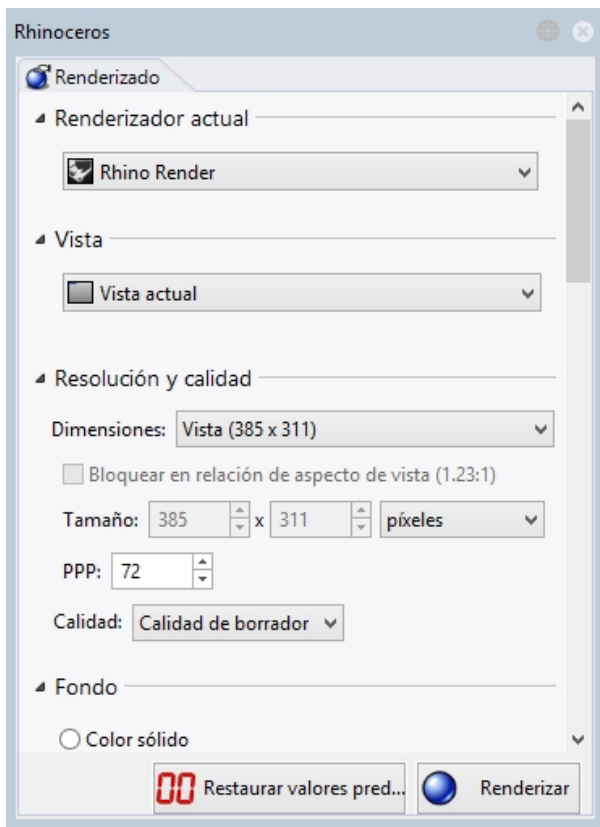 Rhinoceros
Renderizado
Renderizador actual
Rhino Render
Vista
Vista actual
Resolución y calidad
Dimensiones: Vista (385 x 311)
Bloquear en relación de aspecto de vista (1.23:1)
Tamaño: 385 x 311 píxeles
PPP: 72
Calidad: Calidad de borrador
Fondo
Color sólido
00 Restaurar valores pred... Renderizar